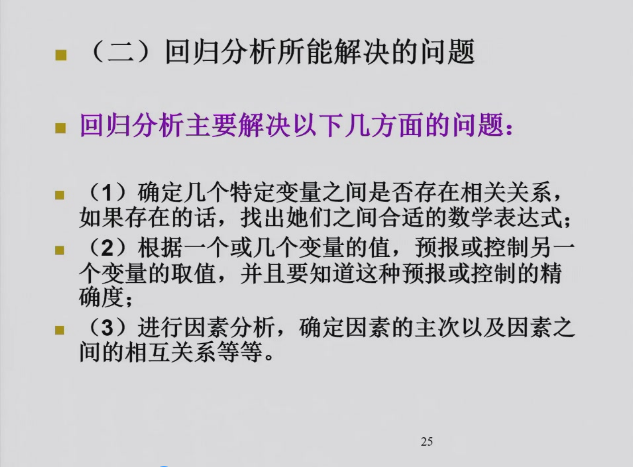 (二)回归分析所能解决的问题
回归分析主要解决以下几方面的问题:
(1)确定几个特定变量之间是否存在相关关系,
如果存在的话,找出她们之间合适的数学表达式;
(2)根据一个或几个变量的值,预报或控制另一
个变量的取值,并且要知道这种预报或控制的精
确度;
(3)进行因素分析,确定因素的主次以及因素之
间的相互关系等等。
25